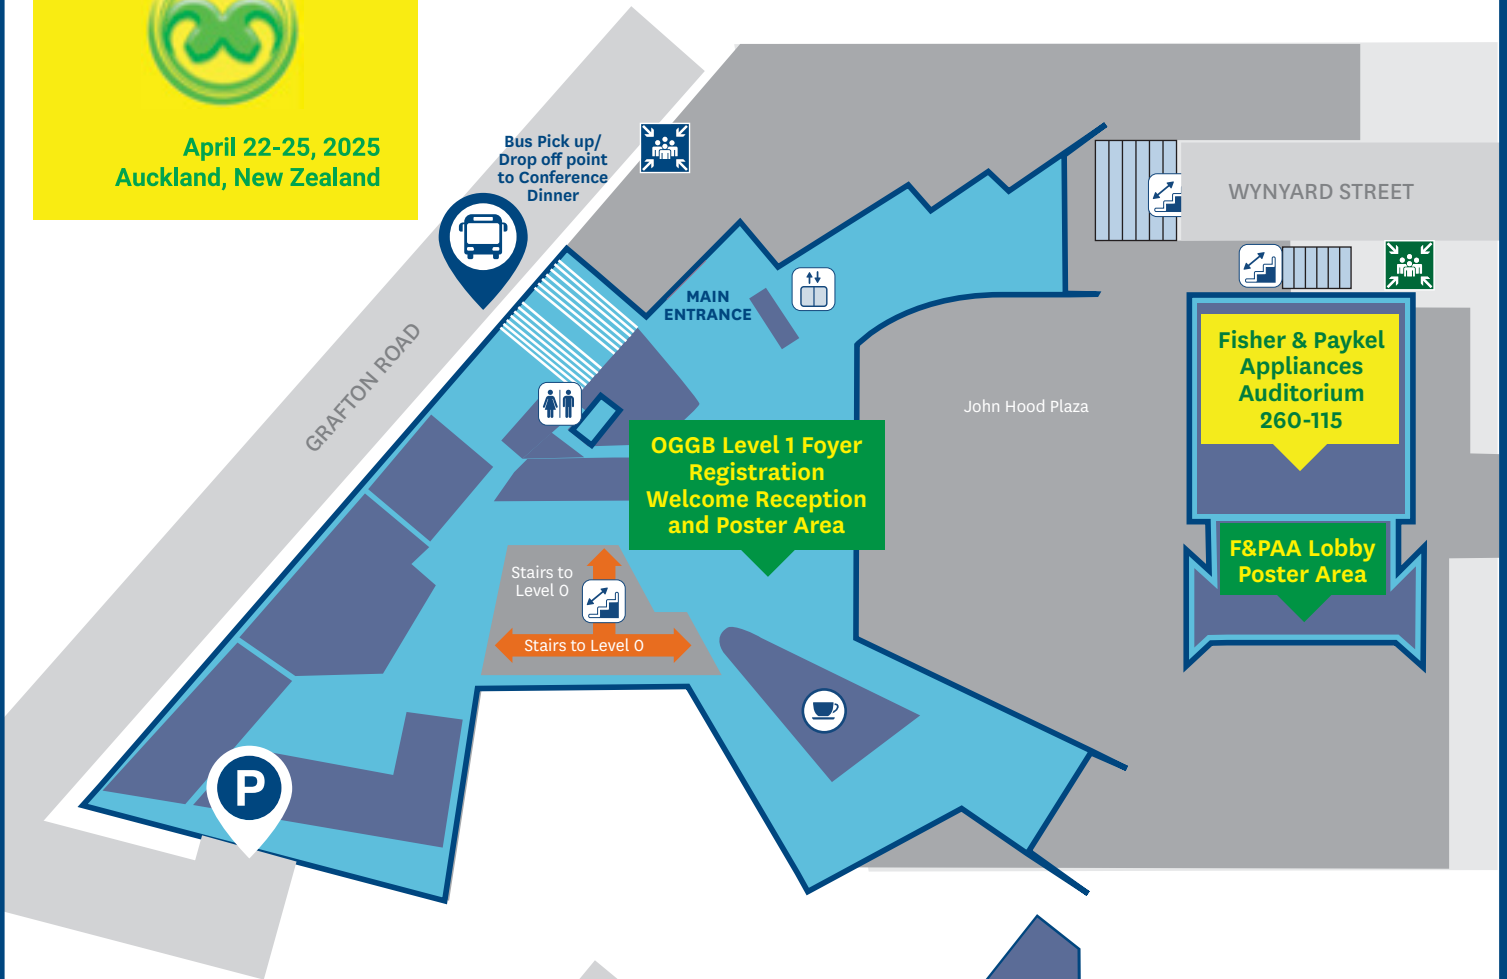 April 22-25, 2025
Auckland, New Zealand
Bus Pick up/
Drop off point
to Conference
Dinner
WYNYARD STREET
GRAFTON ROAD
MAIN
ENTRANCE
Fisher & Paykel
Appliances
Auditorium
260-115
John Hood Plaza
OGGB Level 1 Foyer
Registration
Welcome Reception
and Poster Area
F&PAA Lobby
Poster Area
Stairs to
Level 0
Stairs to Level 0
P